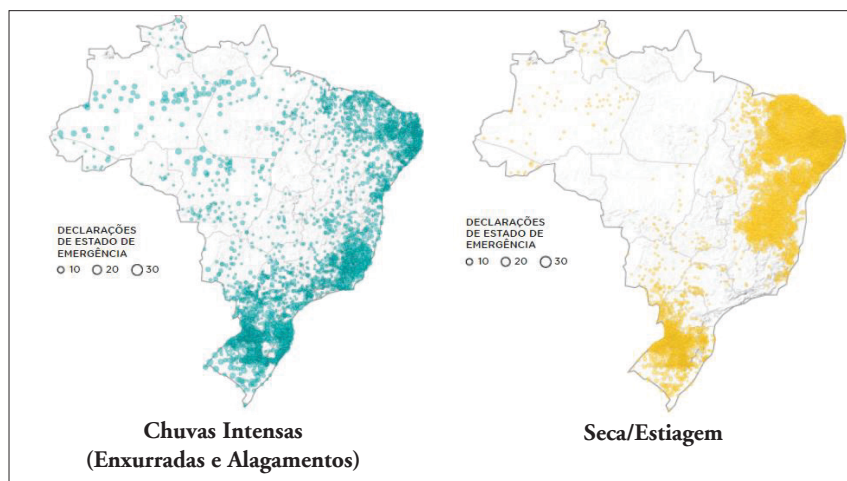 DECLARAÇÕES
DE ESTADO DE
EMERGÊNCIA
10 20 30
Chuvas Intensas
(Enxurradas e Alagamentos)
DECLARAÇÕES
DE ESTADO DE
EMERGÊNCIA
10 20 30
Seca/Estiagem